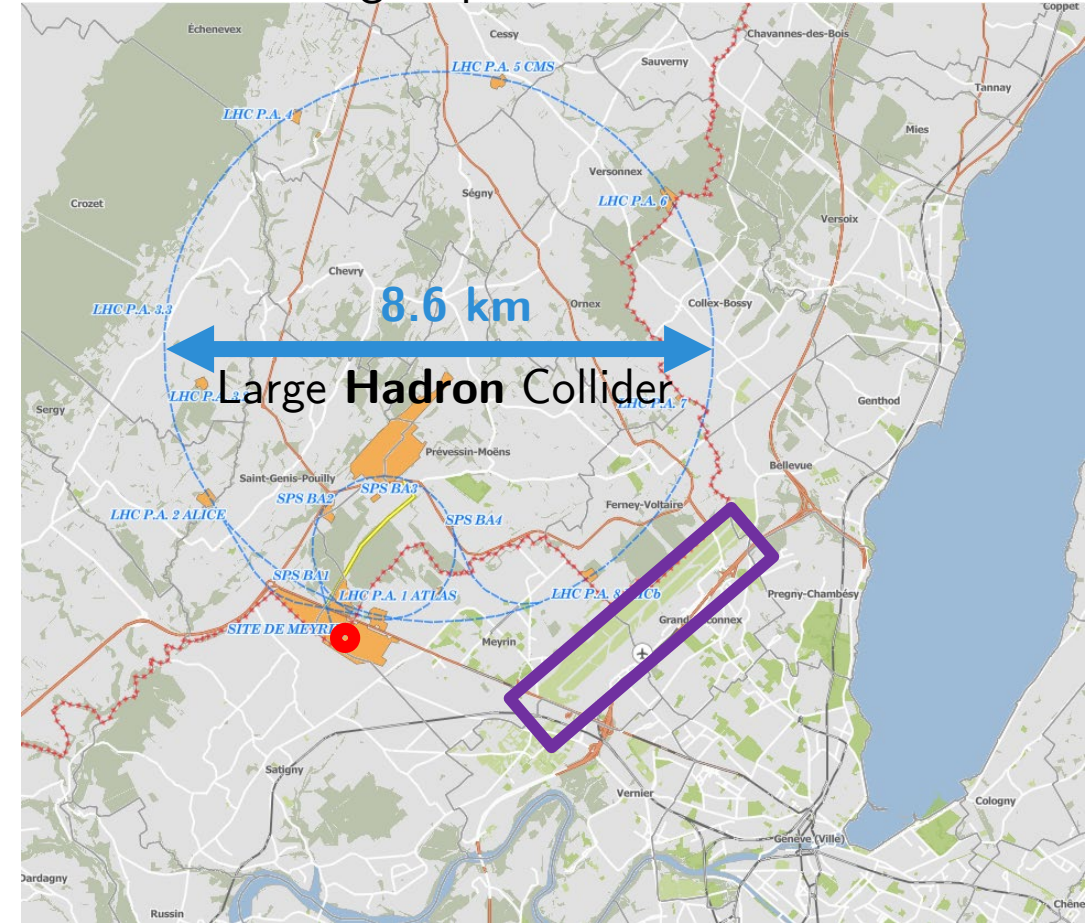 Échenevex
Cessy
Chavannes-des-Bois
Coppet
LHC P.A. 5 CMS
Sauverny
Tannay
LHC P.A. 4
Mies
Versonnex
Crozet
Ségny
LHC P.A. 6
Versoix
Chevry
8.6 km
Ornex
Collex-Bossy
LHC P.A. 3.3
Large Hadron Collider
LHC P.A. 7
Genthod
Sergy
Prévessin-Moëns
Bellevue
Saint-Genis-Pouilly
SPS BA3
SPS BA2
Ferney-Voltaire
LHC P.A. 2 ALICE
SPS BA4
SPS BA1
LHC P.A. 1 ATLAS
LHC P.A. 8
Pregny-Chambésy
SITE DE
Meyrin
Satigny
Vernier
Cologny
Genève (Ville)
Dardagny
Russin